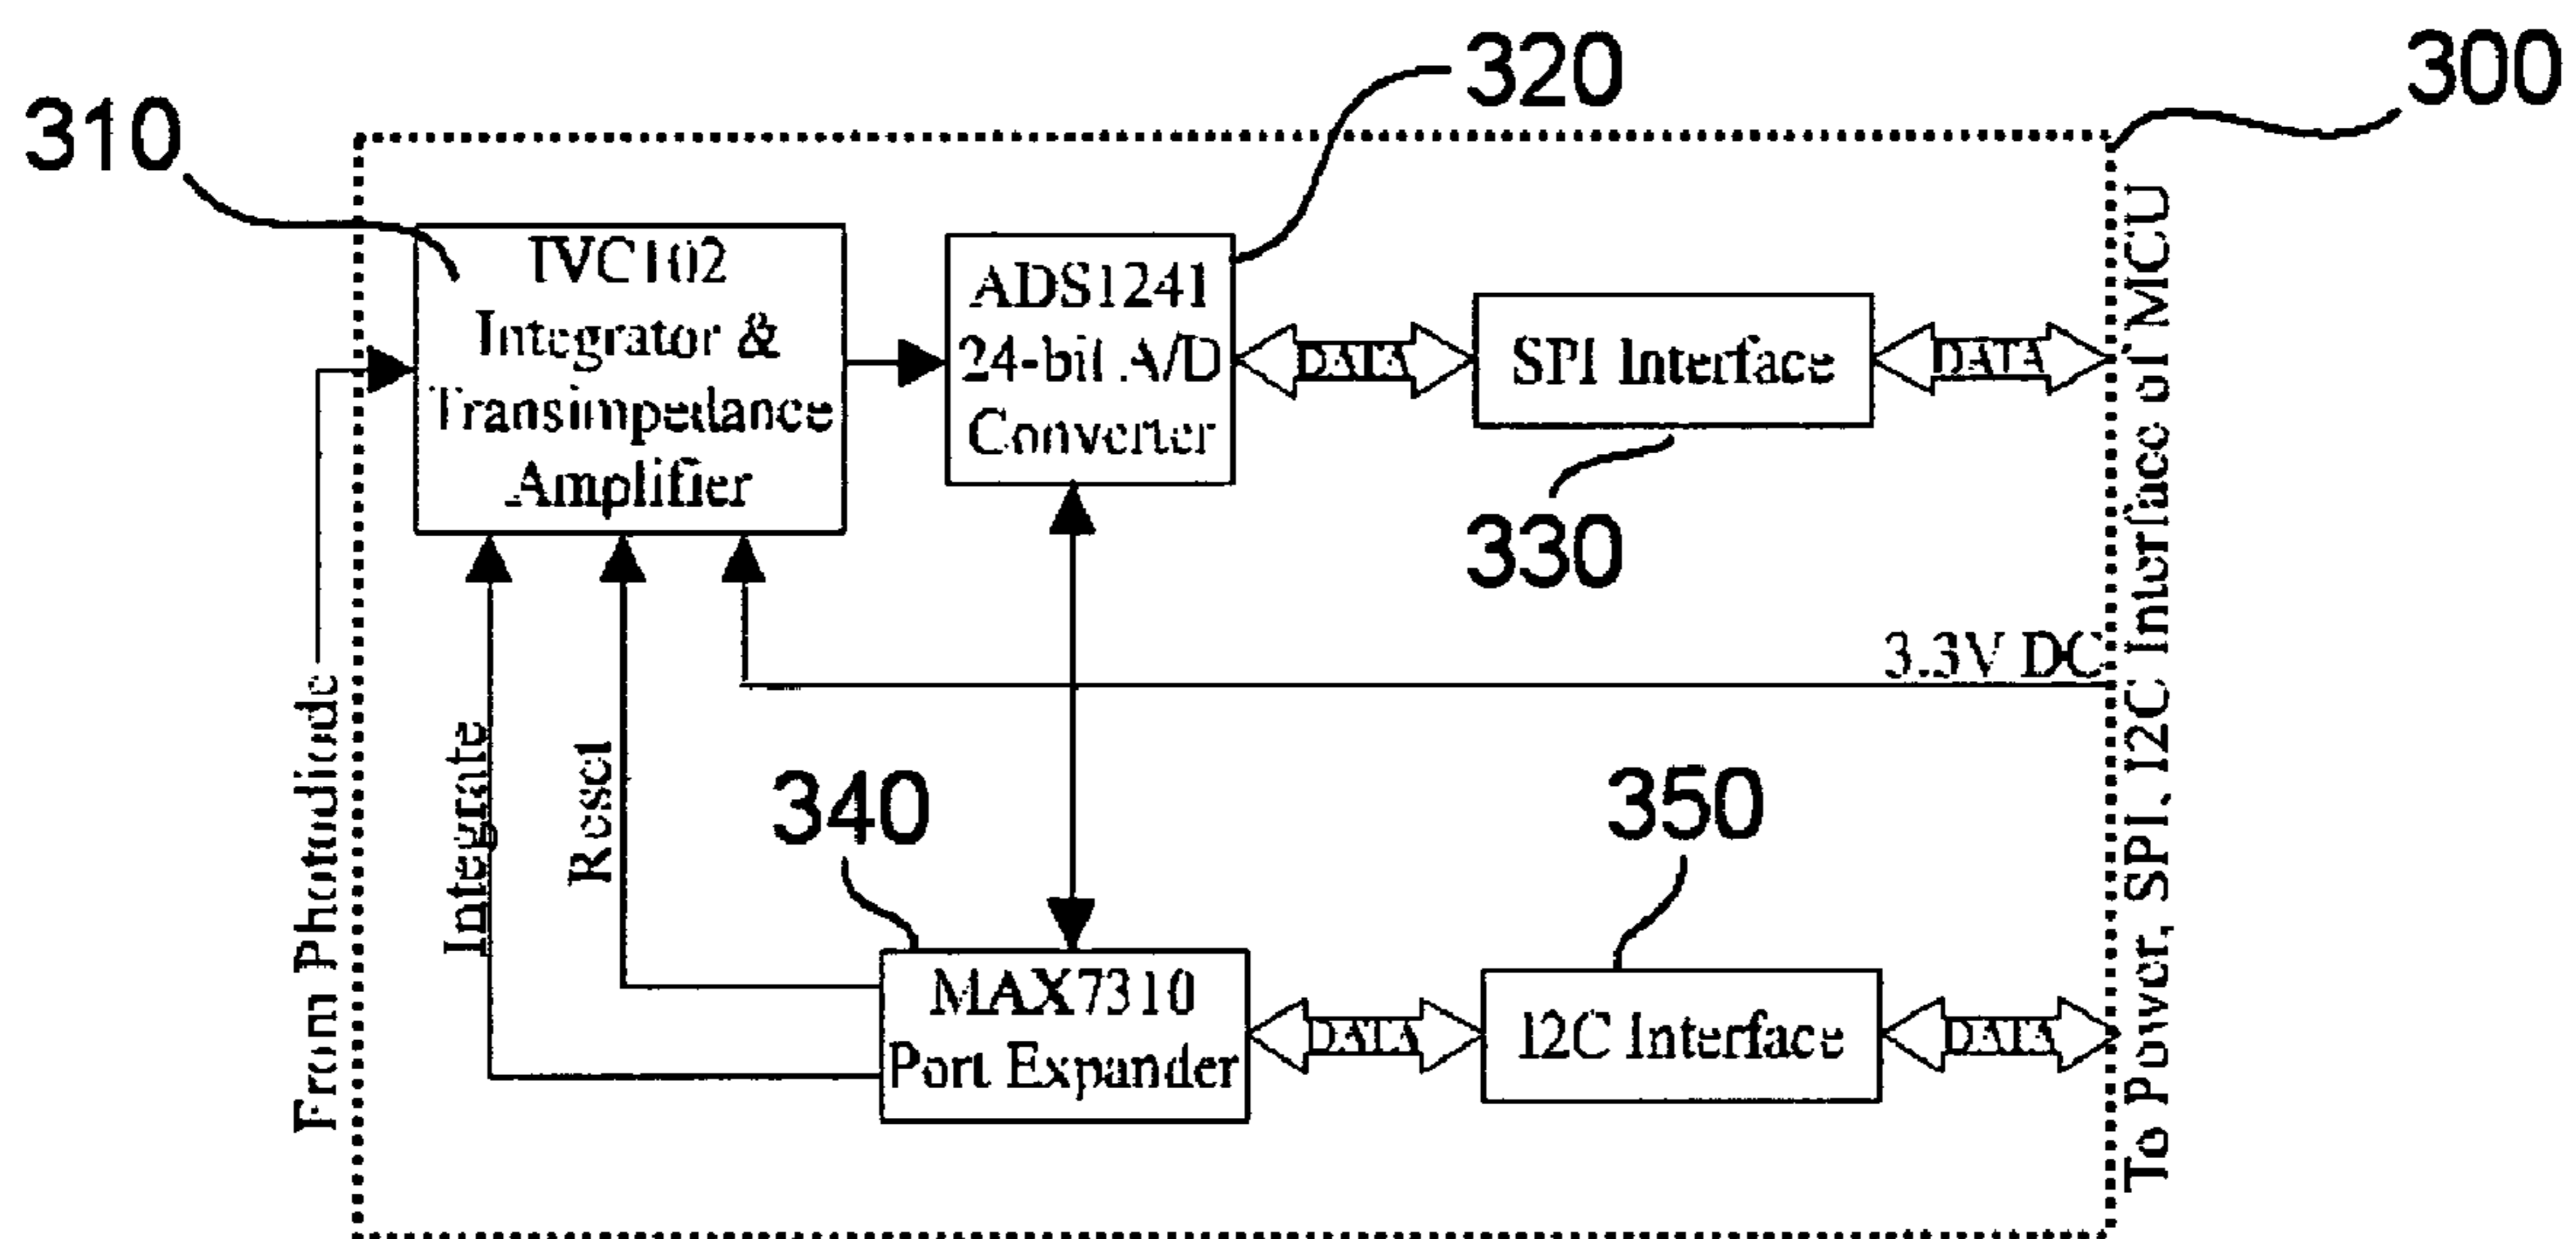 320
300
310
IVC102
Integrator &
Transimpedance
Amplifier
ADS1241
24-bit A/D
Converter
DATA
SPI Interface
DATA
330
3.3V DC
From Photodiode
Integrate
Reset
340
350
MAX7310
Port Expander
DATA
I2C Interface
DATA
To Power, SPI, I2C Interface of MCU